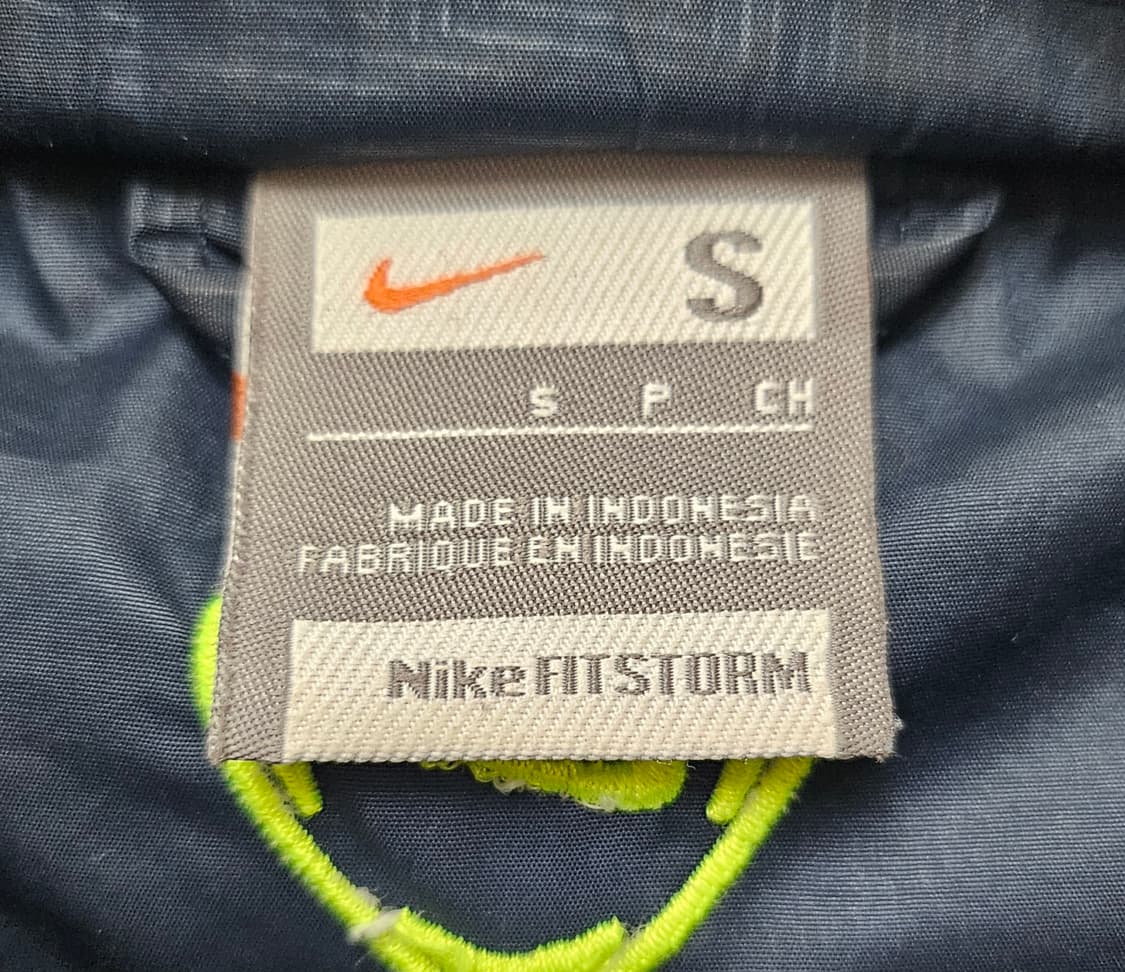 S
S P CH
MADE IN INDONESIA
FABRIQUE EN INDONESIE
Nike FITSTORM